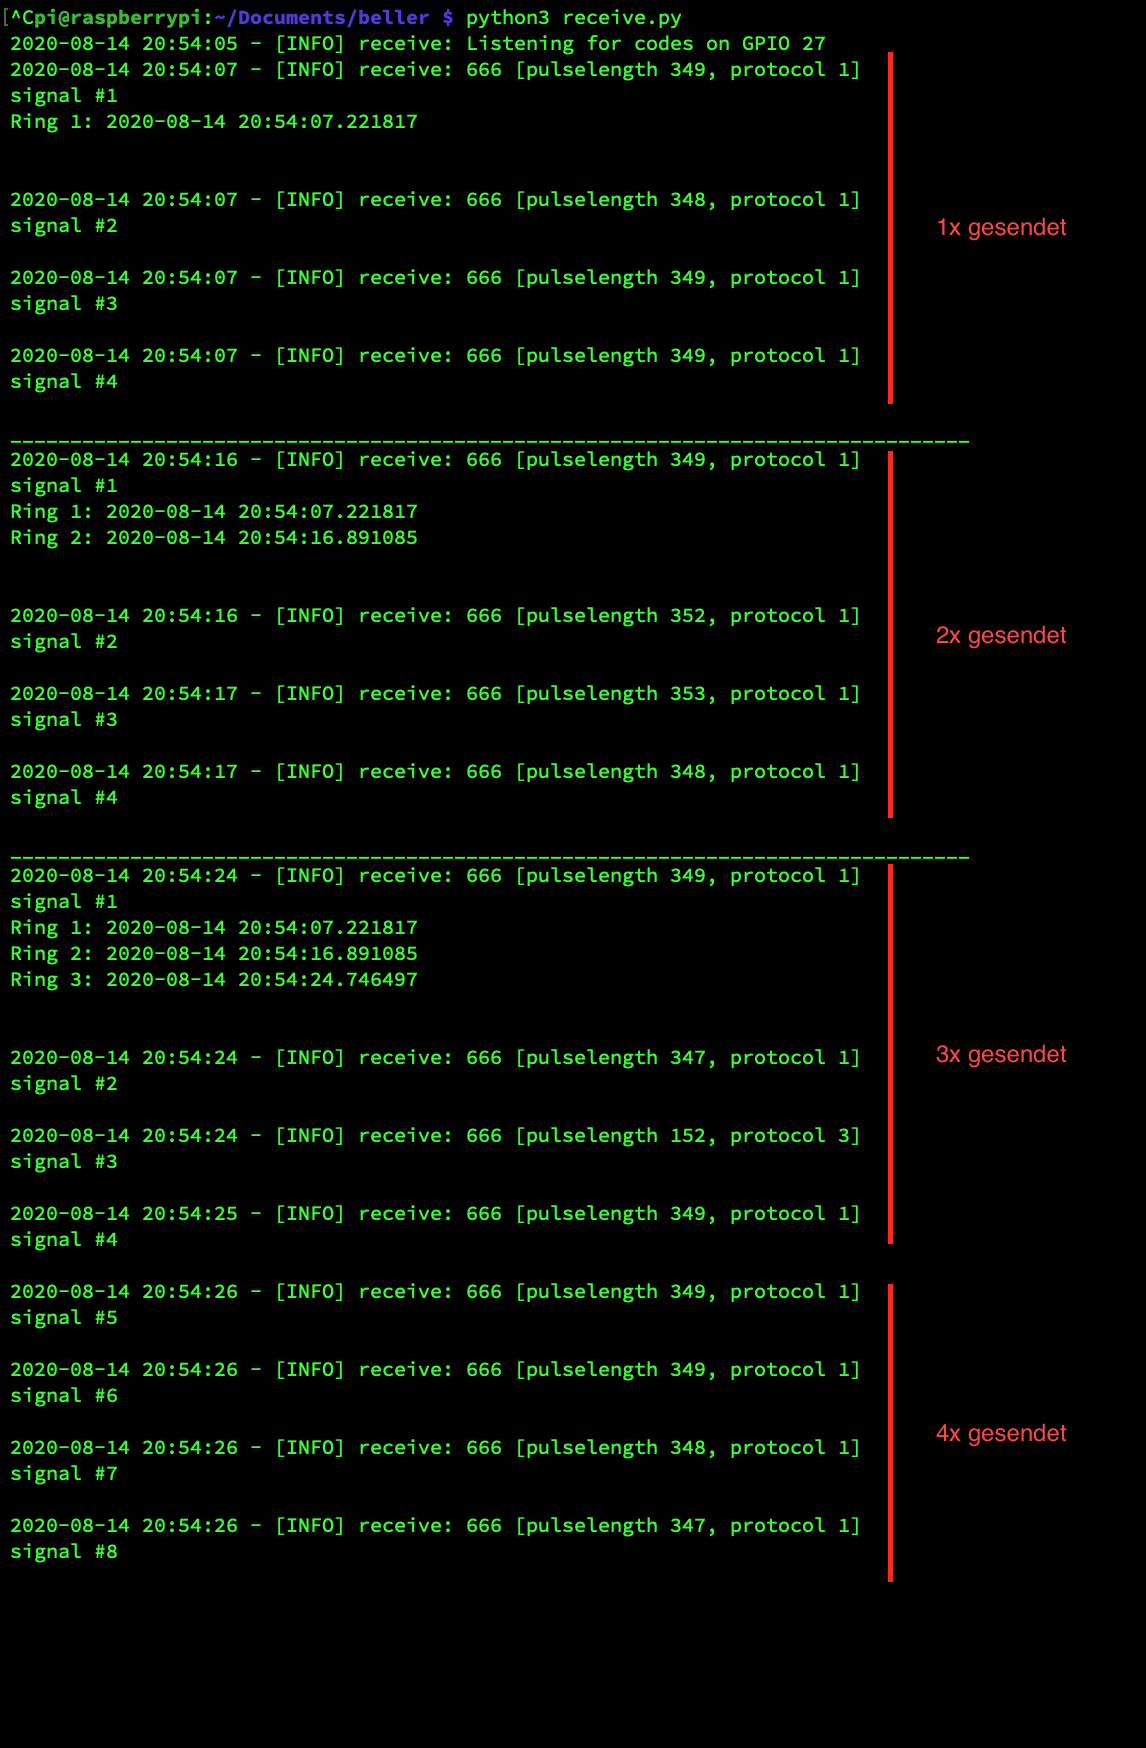 [^Cpi@raspberrypi:~/Documents/beller $ python3 receive.py
2020-08-14 20:54:05 - [INFO] receive: Listening for codes on GPIO 27
2020-08-14 20:54:07 - [INFO] receive: 666 [pulselength 349, protocol 1]
signal #1
Ring 1: 2020-08-14 20:54:07.221817
2020-08-14 20:54:07 - [INFO] receive: 666 [pulselength 348, protocol 1]
signal #2
1x gesendet
2020-08-14 20:54:07 - [INFO] receive: 666 [pulselength 349, protocol 1]
signal #3
2020-08-14 20:54:07 - [INFO] receive: 666 [pulselength 349, protocol 1]
signal #4
________________________________________________________________________________
2020-08-14 20:54:16 - [INFO] receive: 666 [pulselength 349, protocol 1]
signal #1
Ring 1: 2020-08-14 20:54:07.221817
Ring 2: 2020-08-14 20:54:16.891085
2020-08-14 20:54:16 - [INFO] receive: 666 [pulselength 352, protocol 1]
signal #2
2x gesendet
2020-08-14 20:54:17 - [INFO] receive: 666 [pulselength 353, protocol 1]
signal #3
2020-08-14 20:54:17 - [INFO] receive: 666 [pulselength 348, protocol 1]
signal #4
________________________________________________________________________________
2020-08-14 20:54:24 - [INFO] receive: 666 [pulselength 349, protocol 1]
signal #1
Ring 1: 2020-08-14 20:54:07.221817
Ring 2: 2020-08-14 20:54:16.891085
Ring 3: 2020-08-14 20:54:24.746497
2020-08-14 20:54:24 - [INFO] receive: 666 [pulselength 347, protocol 1]
signal #2
3x gesendet
2020-08-14 20:54:24 - [INFO] receive: 666 [pulselength 152, protocol 3]
signal #3
2020-08-14 20:54:25 - [INFO] receive: 666 [pulselength 349, protocol 1]
signal #4
2020-08-14 20:54:26 - [INFO] receive: 666 [pulselength 349, protocol 1]
signal #5
2020-08-14 20:54:26 - [INFO] receive: 666 [pulselength 349, protocol 1]
signal #6
4x gesendet
2020-08-14 20:54:26 - [INFO] receive: 666 [pulselength 348, protocol 1]
signal #7
2020-08-14 20:54:26 - [INFO] receive: 666 [pulselength 347, protocol 1]
signal #8